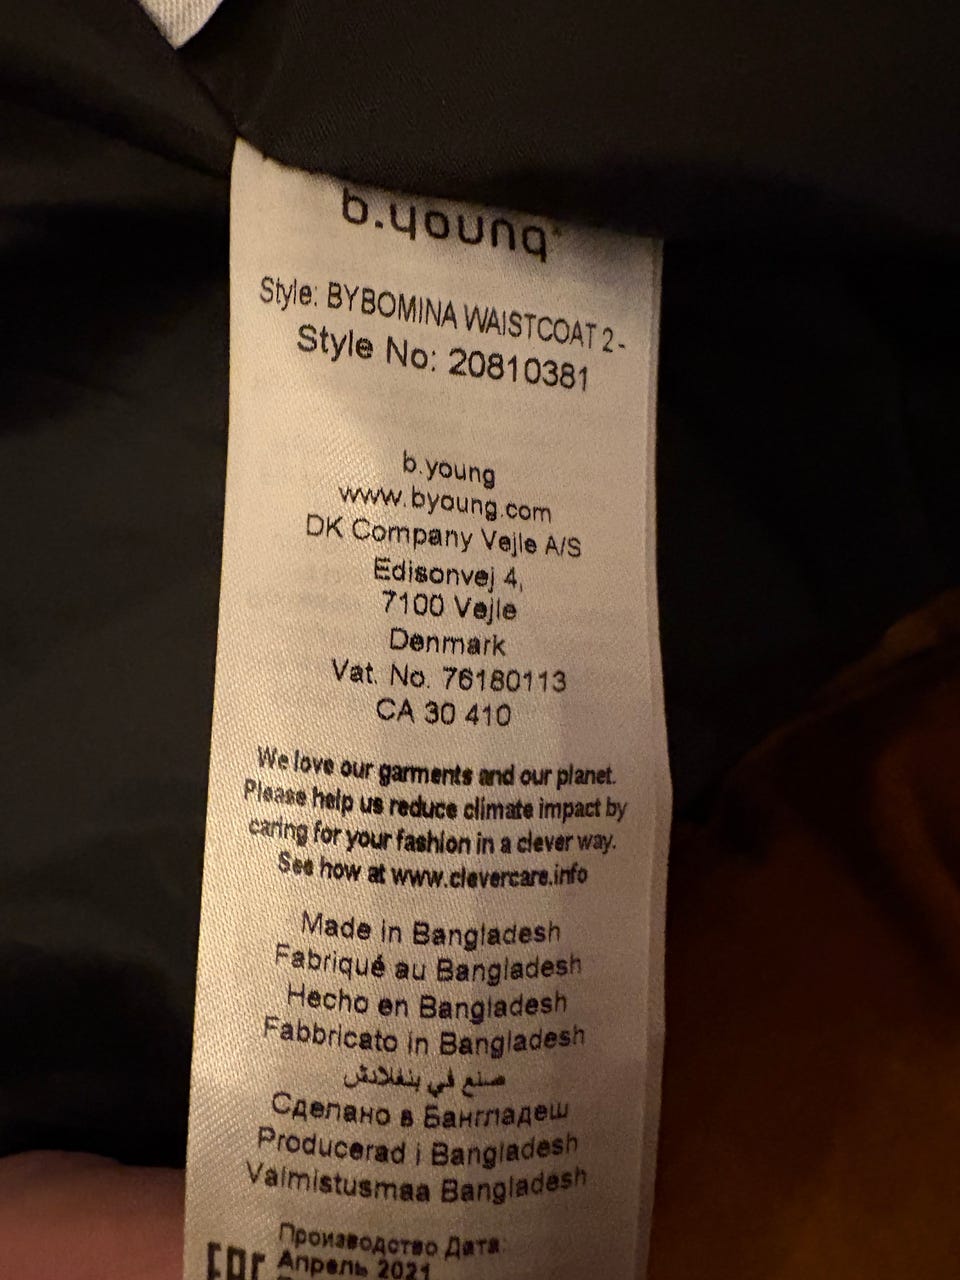 b.young
Style: BYBOMINA WAISTCOAT 2 -
Style No: 20810381
b.young
www.byoung.com
DK Company Vejle A/S
Edisonvej 4,
7100 Vejle
Denmark
Vat. No. 76180113
CA 30 410
We love our garments and our planet.
Please help us reduce climate impact by
caring for your fashion in a clever way.
See how at www.clevercare.info
Made in Bangladesh
Fabriqué au Bangladesh
Hecho en Bangladesh
Fabbricato in Bangladesh
صنع في بنغلادش
Сделано в Бангладеш
Producerad i Bangladesh
Valmistusmaa Bangladesh
Производство Дата:
EAC Апрель 2021